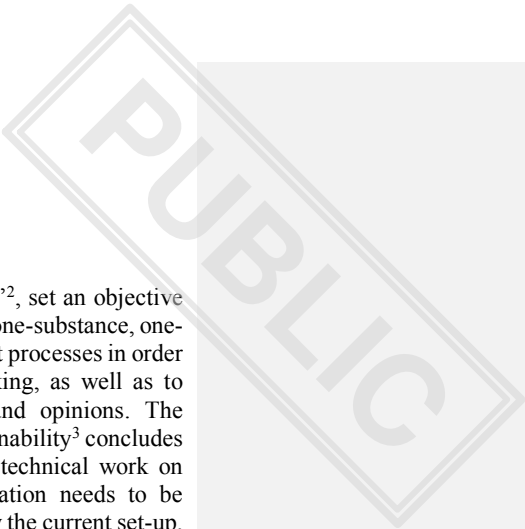 PUBLIC
’², set an objective
one-substance, one-
t processes in order
king, as well as to
and opinions. The
nability³ concludes
technical work on
ation needs to be
y the current set-up.